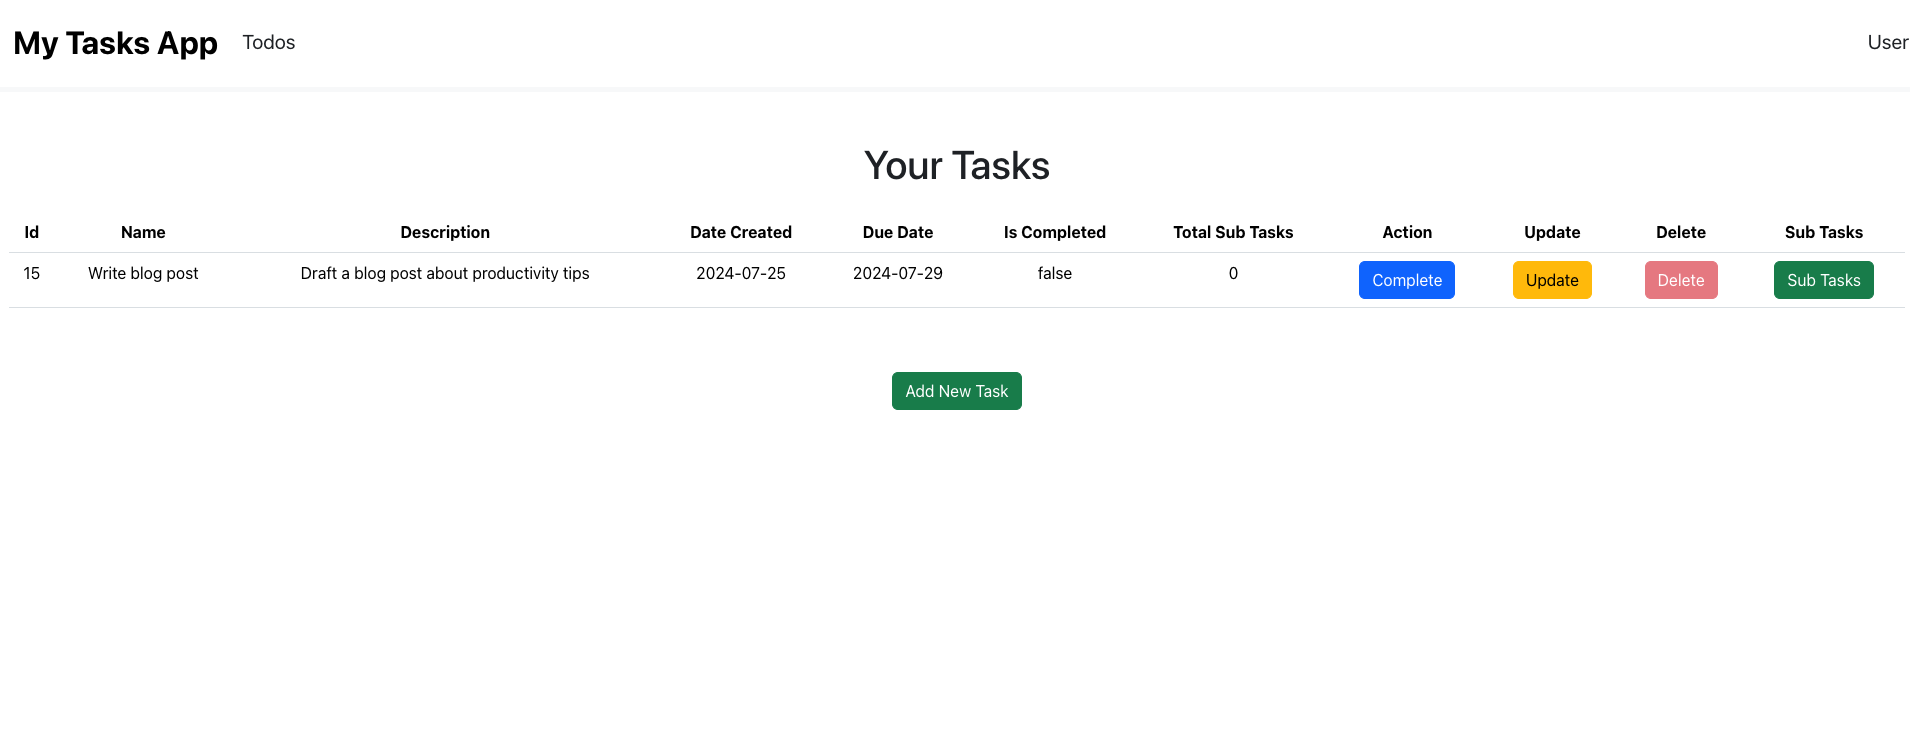 My Tasks App Todos User
Your Tasks
Id Name Description Date Created Due Date Is Completed Total Sub Tasks Action Update Delete Sub Tasks
15 Write blog post Draft a blog post about productivity tips 2024-07-25 2024-07-29 false 0 Complete Update Delete Sub Tasks
Add New Task